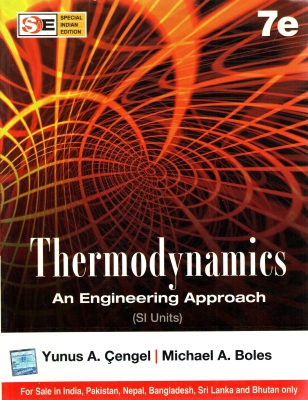 SE
SPECIAL
INDIAN
EDITION
7e
Thermodynamics
An Engineering Approach
(SI Units)
Yunus A. Çengel | Michael A. Boles
For Sale in India, Pakistan, Nepal, Bangladesh, Sri Lanka and Bhutan only